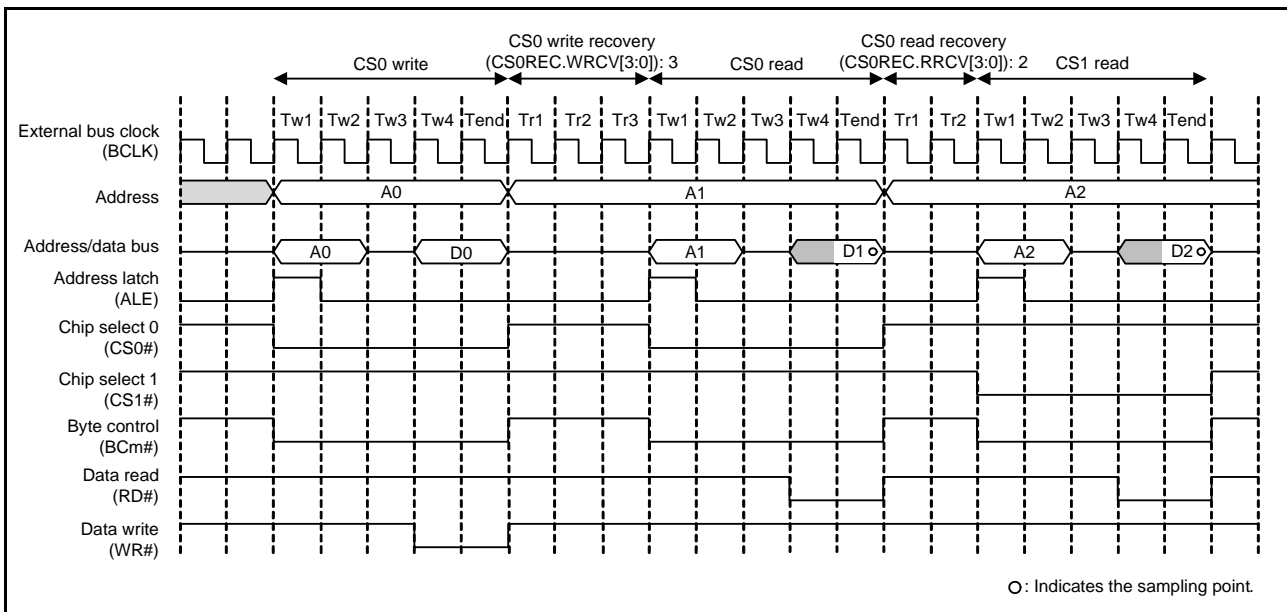 CS0 write recovery
(CS0REC.WRCV[3:0]): 3
CS0 read recovery
(CS0REC.RRCV[3:0]): 2
CS0 write
CS0 read
CS1 read
Tw1 Tw2 Tw3 Tw4 Tend Tr1 Tr2 Tr3 Tw1 Tw2 Tw3 Tw4 Tend Tr1 Tr2 Tw1 Tw2 Tw3 Tw4 Tend
External bus clock
(BCLK)
Address
A0 A1 A2
Address/data bus
A0 D0 A1 D1 A2 D2
Address latch
(ALE)
Chip select 0
(CS0#)
Chip select 1
(CS1#)
Byte control
(BCm#)
Data read
(RD#)
Data write
(WR#)
: Indicates the sampling point.